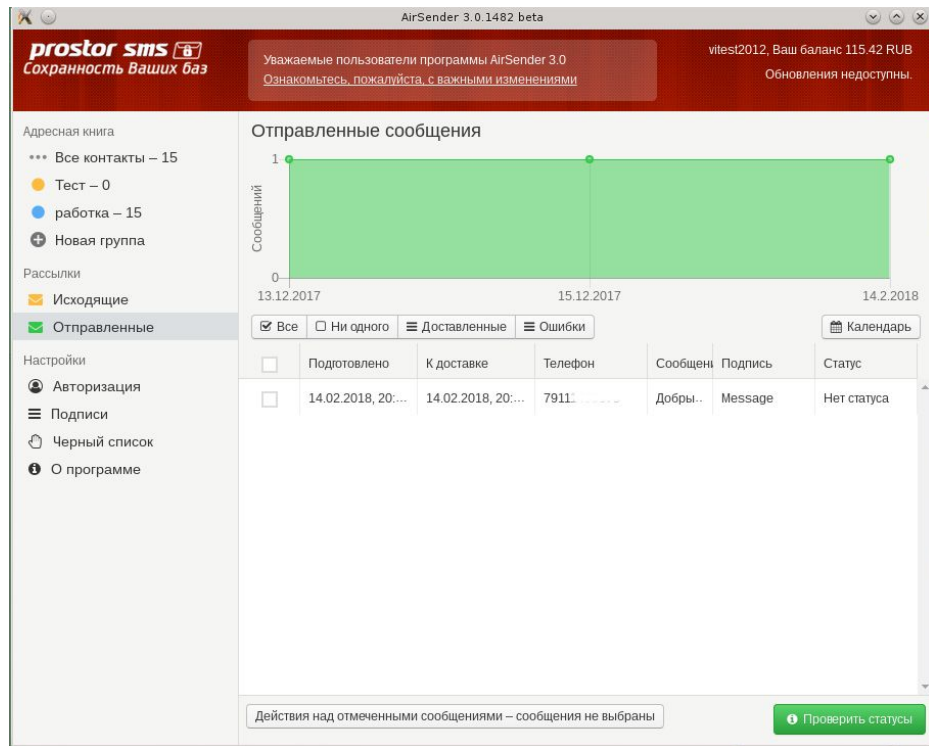 AirSender 3.0.1482 beta
prostor sms
Сохранность Ваших баз
Уважаемые пользователи программы AirSender 3.0
Ознакомьтесь, пожалуйста, с важными изменениями
vitest2012, Ваш баланс 115.42 RUB
Обновления недоступны.
Адресная книга
Все контакты – 15
Тест – 0
работка – 15
Новая группа
Рассылки
Исходящие
Отправленные
Настройки
Авторизация
Подписи
Черный список
О программе
Отправленные сообщения
1
Сообщений
0
13.12.2017 15.12.2017 14.2.2018
Все Ни одного Доставленные Ошибки Календарь
Подготовлено К доставке Телефон Сообщени Подпись Статус
14.02.2018, 20:... 14.02.2018, 20:... 7911 Добры.. Message Нет статуса
Действия над отмеченными сообщениями – сообщения не выбраны
Проверить статусы